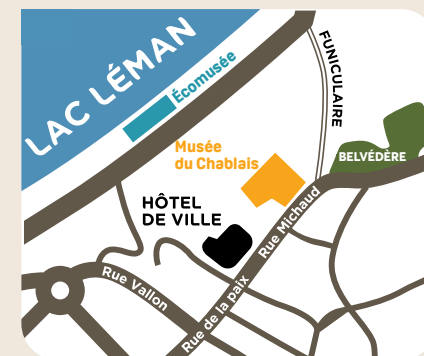 LAC LÉMAN
Écomusée
FUNICULAIRE
Musée
du Chablais
BELVÉDÈRE
HÔTEL
DE VILLE
Rue Michaud
Rue Vallon
Rue de la paix